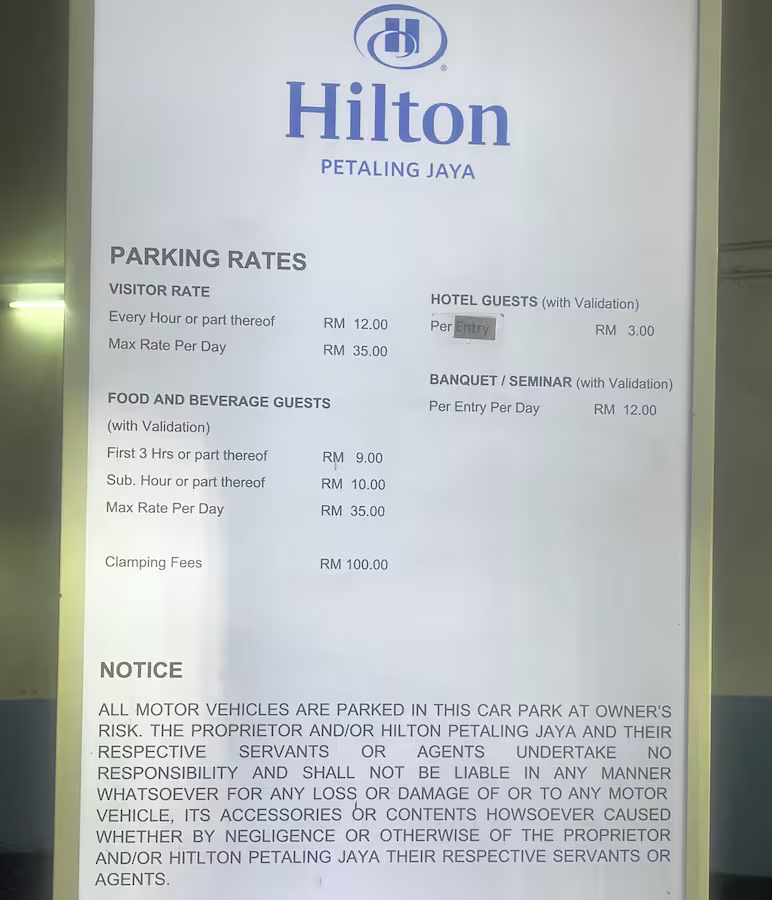 Hilton
PETALING JAYA
PARKING RATES
VISITOR RATE
Every Hour or part thereof RM 12.00
Max Rate Per Day RM 35.00
FOOD AND BEVERAGE GUESTS
(with Validation)
First 3 Hrs or part thereof RM 9.00
Sub. Hour or part thereof RM 10.00
Max Rate Per Day RM 35.00
Clamping Fees RM 100.00
HOTEL GUESTS (with Validation)
Per Entry RM 3.00
BANQUET / SEMINAR (with Validation)
Per Entry Per Day RM 12.00
NOTICE
ALL MOTOR VEHICLES ARE PARKED IN THIS CAR PARK AT OWNER'S
RISK. THE PROPRIETOR AND/OR HILTON PETALING JAYA AND THEIR
RESPECTIVE SERVANTS OR AGENTS UNDERTAKE NO
RESPONSIBILITY AND SHALL NOT BE LIABLE IN ANY MANNER
WHATSOEVER FOR ANY LOSS OR DAMAGE OF OR TO ANY MOTOR
VEHICLE, ITS ACCESSORIES OR CONTENTS HOWSOEVER CAUSED
WHETHER BY NEGLIGENCE OR OTHERWISE OF THE PROPRIETOR
AND/OR HITLTON PETALING JAYA THEIR RESPECTIVE SERVANTS OR
AGENTS.